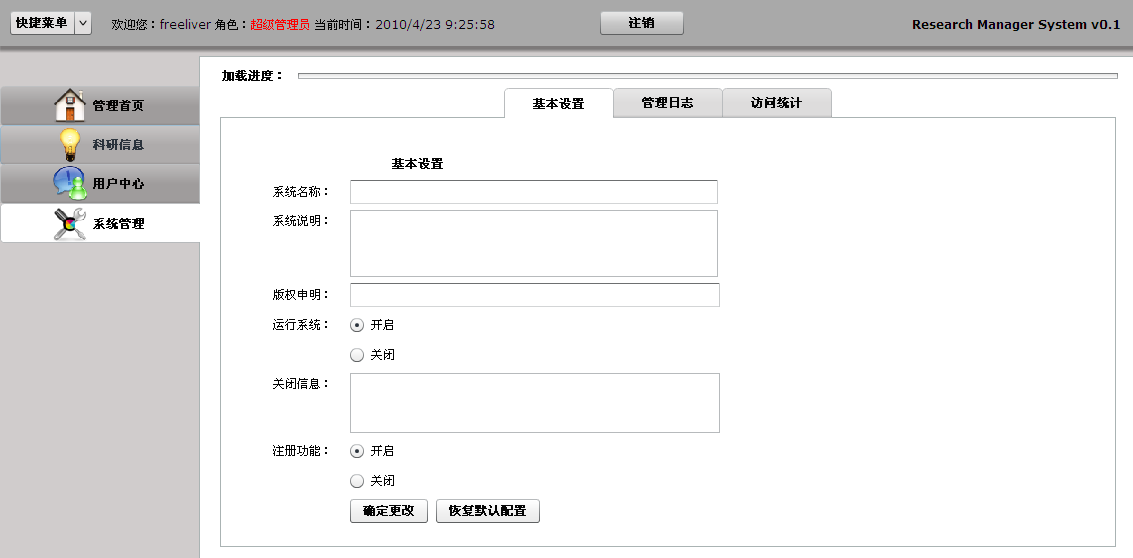 快捷菜单 欢迎您：freeliver 角色：超级管理员 当前时间：2010/4/23 9:25:58 注销 Research Manager System v0.1
加载进度：
管理首页
科研信息
用户中心
系统管理
基本设置 管理日志 访问统计
基本设置
系统名称：
系统说明：
版权申明：
运行系统： 开启
关闭
关闭信息：
注册功能： 开启
关闭
确定更改 恢复默认配置